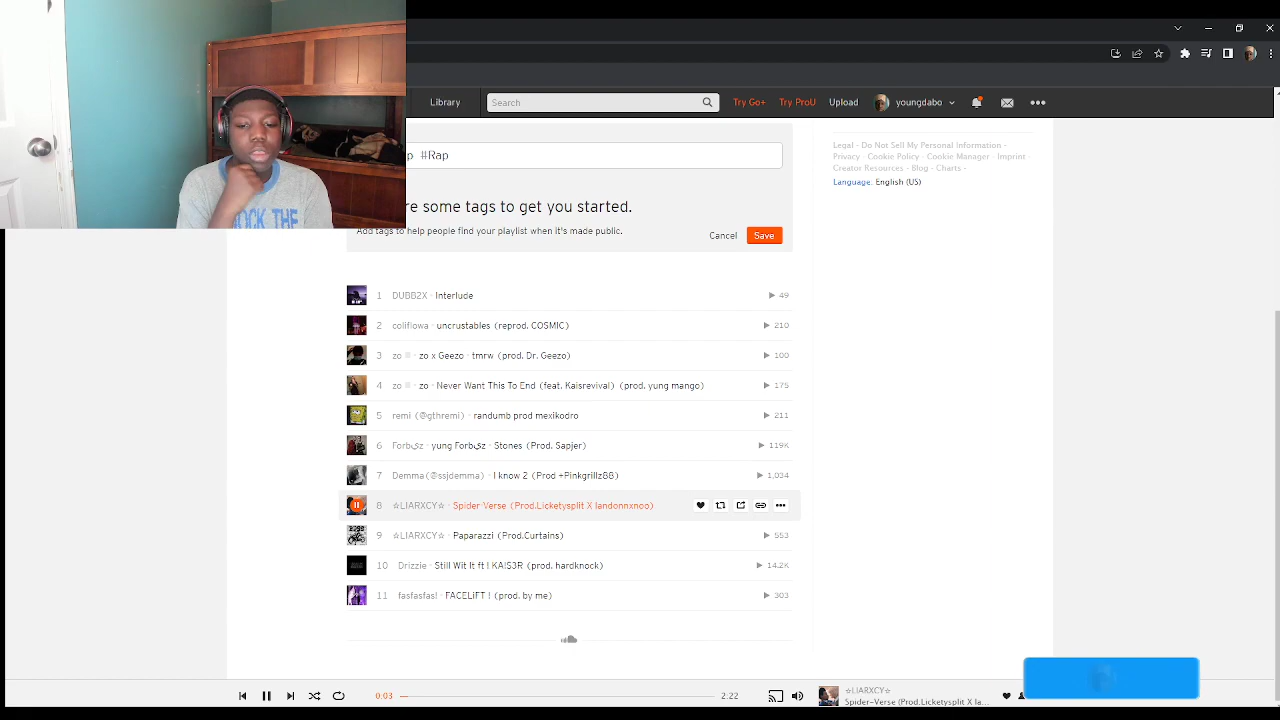 Library
Search
Try Go+
Try ProU
Upload
youngdabo
p #Rap
re some tags to get you started.
Add tags to help people find your playlist when it's made public.
Cancel
Save
Legal - Do Not Sell My Personal Information -
Privacy - Cookie Policy - Cookie Manager - Imprint -
Creator Resources - Blog - Charts -
Language: English (US)
OCK THE
1 DUBB2X · Interlude 49
2 coliflowa · uncrustables (reprod. COSMIC) 210
3 zo · zo x Geezo - tmrw (prod. Dr. Geezo) 100
4 zo · zo - Never Want This To End (feat. Kaisrevival) (prod. yung mango) 175
5 remi (@gthremi) · randumb prod mexikodro 211
6 Forbىz · yung Forbىz - Stones (Prod. Sapjer) 119K
7 Demma(@ssjdemma) · I know 2 (Prod +Pinkgrillz88) 1,034
8 ☆LIARXCY☆ · Spider-Verse (Prod.Licketysplit X landonnxnoo)
9 ☆LIARXCY☆ · Paparazzi (Prod.Curtains) 553
10 Drizzie · Still Wit It ft ! KAIS3R (prod. hardknock) 14.2K
11 fasfasfas! · FACELiFT ! (prod. by me) 303
0:03
2:22
☆LIARXCY☆
Spider-Verse (Prod.Licketysplit X la...